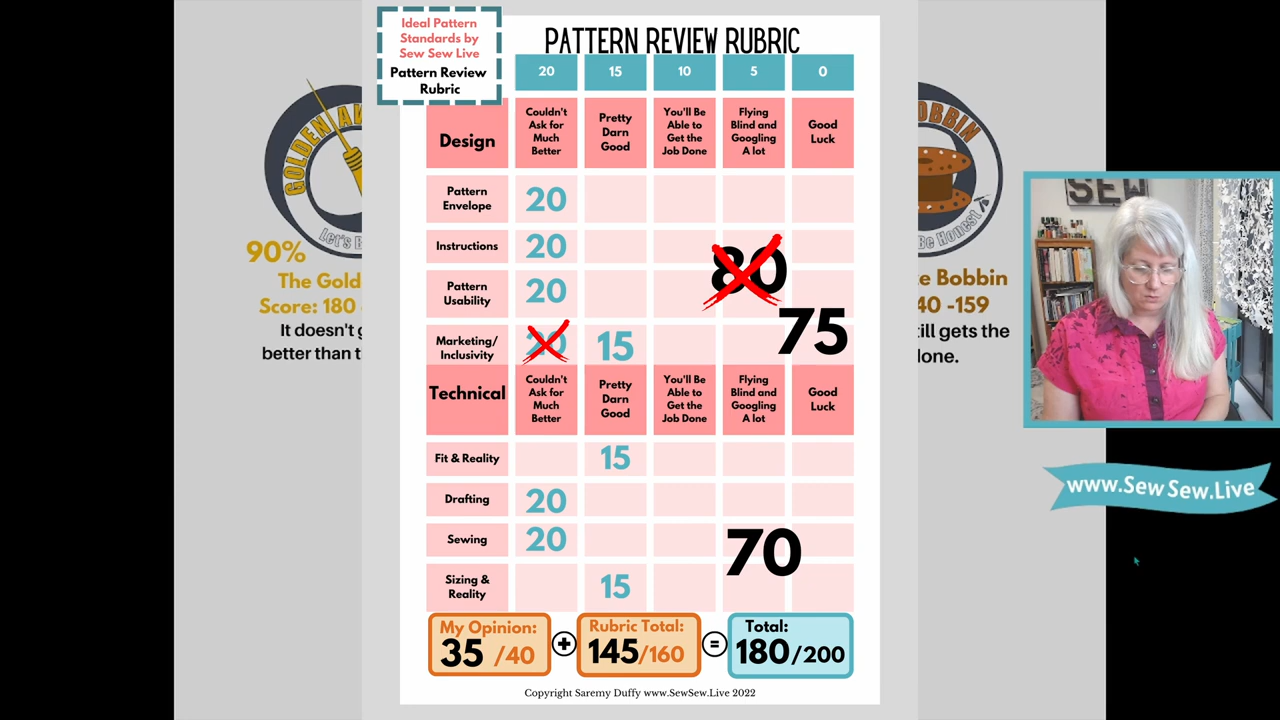 Ideal Pattern
Standards by
Sew Sew Live
Pattern Review
Rubric
PATTERN REVIEW RUBRIC
20 15 10 5 0
Design
Couldn't
Ask for
Much
Better
Pretty
Darn
Good
You'll Be
Able to
Get the
Job Done
Flying
Blind and
Googling
A lot
Good
Luck
Pattern
Envelope
20
Instructions
20
80
Pattern
Usability
20
75
Marketing/
Inclusivity
20 15
Technical
Couldn't
Ask for
Much
Better
Pretty
Darn
Good
You'll Be
Able to
Get the
Job Done
Flying
Blind and
Googling
A lot
Good
Luck
Fit & Reality
15
Drafting
20
Sewing
20
70
Sizing &
Reality
15
My Opinion:
35 /40
+
Rubric Total:
145/160
=
Total:
180/200
Copyright Saremy Duffy www.SewSew.Live 2022
GOLDEN
Let's
90%
The Gold
Score: 180
It doesn't
better than t
BOBBIN
Be Honest
te Bobbin
40 -159
till gets the
done.
SEW
www.SewSew.Live